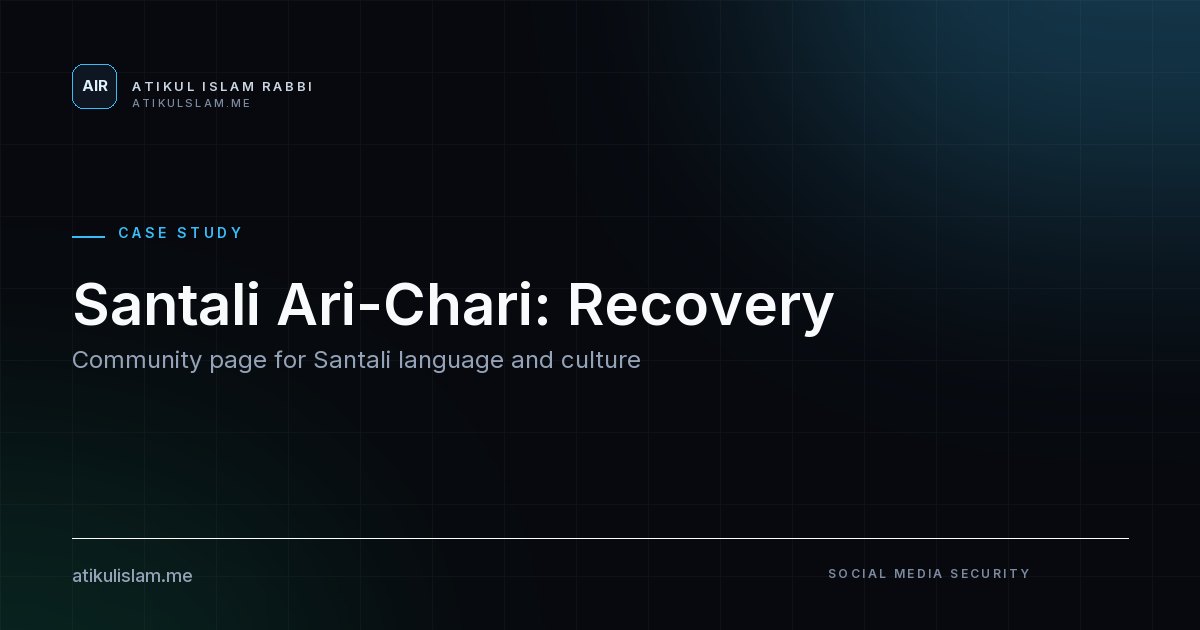 AIR
ATIKUL ISLAM RABBI
ATIKULSLAM.ME
CASE STUDY
Santali Ari-Chari: Recovery
Community page for Santali language and culture
atikulislam.me
SOCIAL MEDIA SECURITY